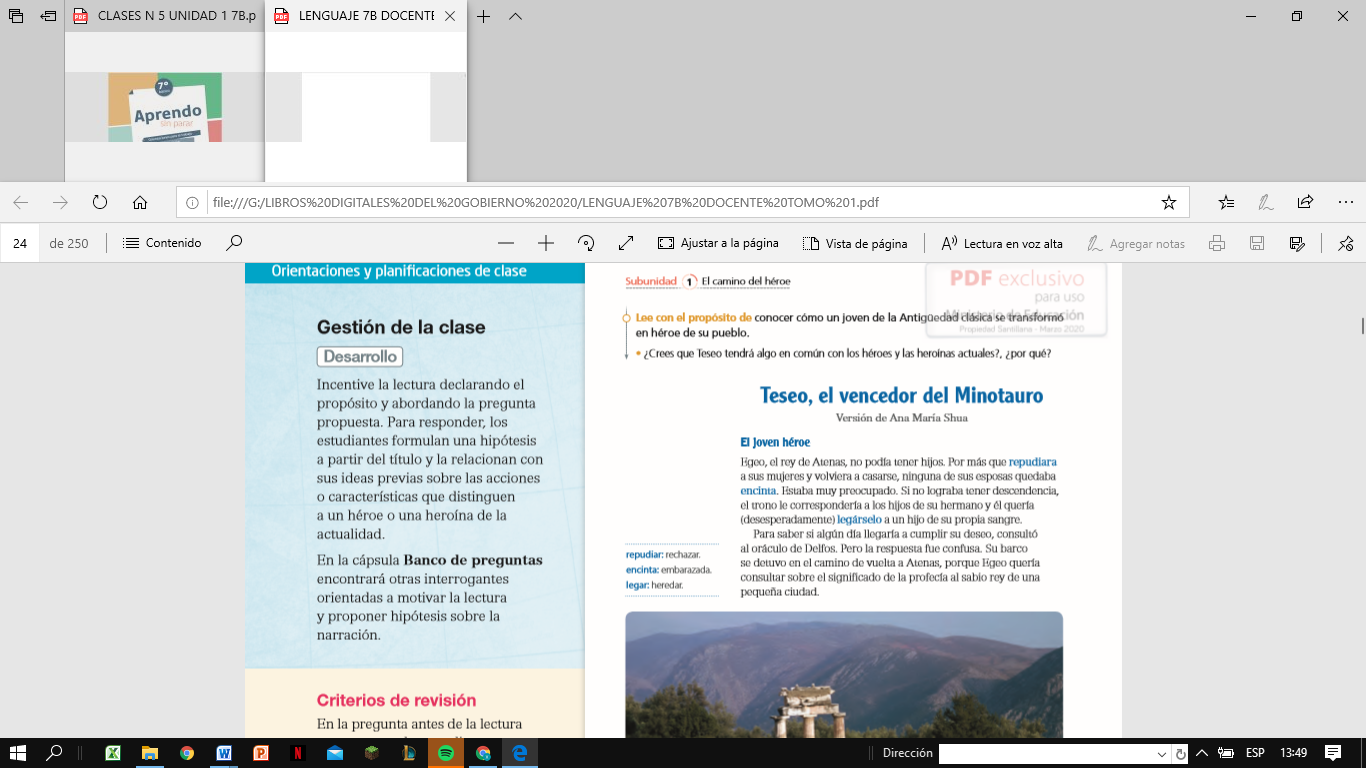 CLASES N 5 UNIDAD 1 7B.p
LENGUAJE 7B DOCENTE
7°
Aprendo
sin parar
file:///G:/LIBROS%20DIGITALES%20DEL%20GOBIERNO%202020/LENGUAJE%207B%20DOCENTE%20TOMO%201.pdf
24 de 250 Contenido Ajustar a la página Vista de página Lectura en voz alta Agregar notas
Orientaciones y planificaciones de clase
Gestión de la clase
Desarrollo
Incentive la lectura declarando el
propósito y abordando la pregunta
propuesta. Para responder, los
estudiantes formulan una hipótesis
a partir del título y la relacionan con
sus ideas previas sobre las acciones
o características que distinguen
a un héroe o una heroína de la
actualidad.
En la cápsula Banco de preguntas
encontrará otras interrogantes
orientadas a motivar la lectura
y proponer hipótesis sobre la
narración.
Criterios de revisión
En la pregunta antes de la lectura
Subunidad 1 El camino del héroe
PDF exclusivo
para uso
Ministerio de Educación
Propiedad Santillana - Marzo 2020
Lee con el propósito de conocer cómo un joven de la Antigüedad clásica se transformó
en héroe de su pueblo.
• ¿Crees que Teseo tendrá algo en común con los héroes y las heroínas actuales?, ¿por qué?
Teseo, el vencedor del Minotauro
Versión de Ana María Shua
El joven héroe
Egeo, el rey de Atenas, no podía tener hijos. Por más que repudiara
a sus mujeres y volviera a casarse, ninguna de sus esposas quedaba
encinta. Estaba muy preocupado. Si no lograba tener descendencia,
el trono le correspondería a los hijos de su hermano y él quería
(desesperadamente) legárselo a un hijo de su propia sangre.
Para saber si algún día llegaría a cumplir su deseo, consultó
al oráculo de Delfos. Pero la respuesta fue confusa. Su barco
se detuvo en el camino de vuelta a Atenas, porque Egeo quería
consultar sobre el significado de la profecía al sabio rey de una
pequeña ciudad.
repudiar: rechazar.
encinta: embarazada.
legar: heredar.
Dirección
ESP
13:49